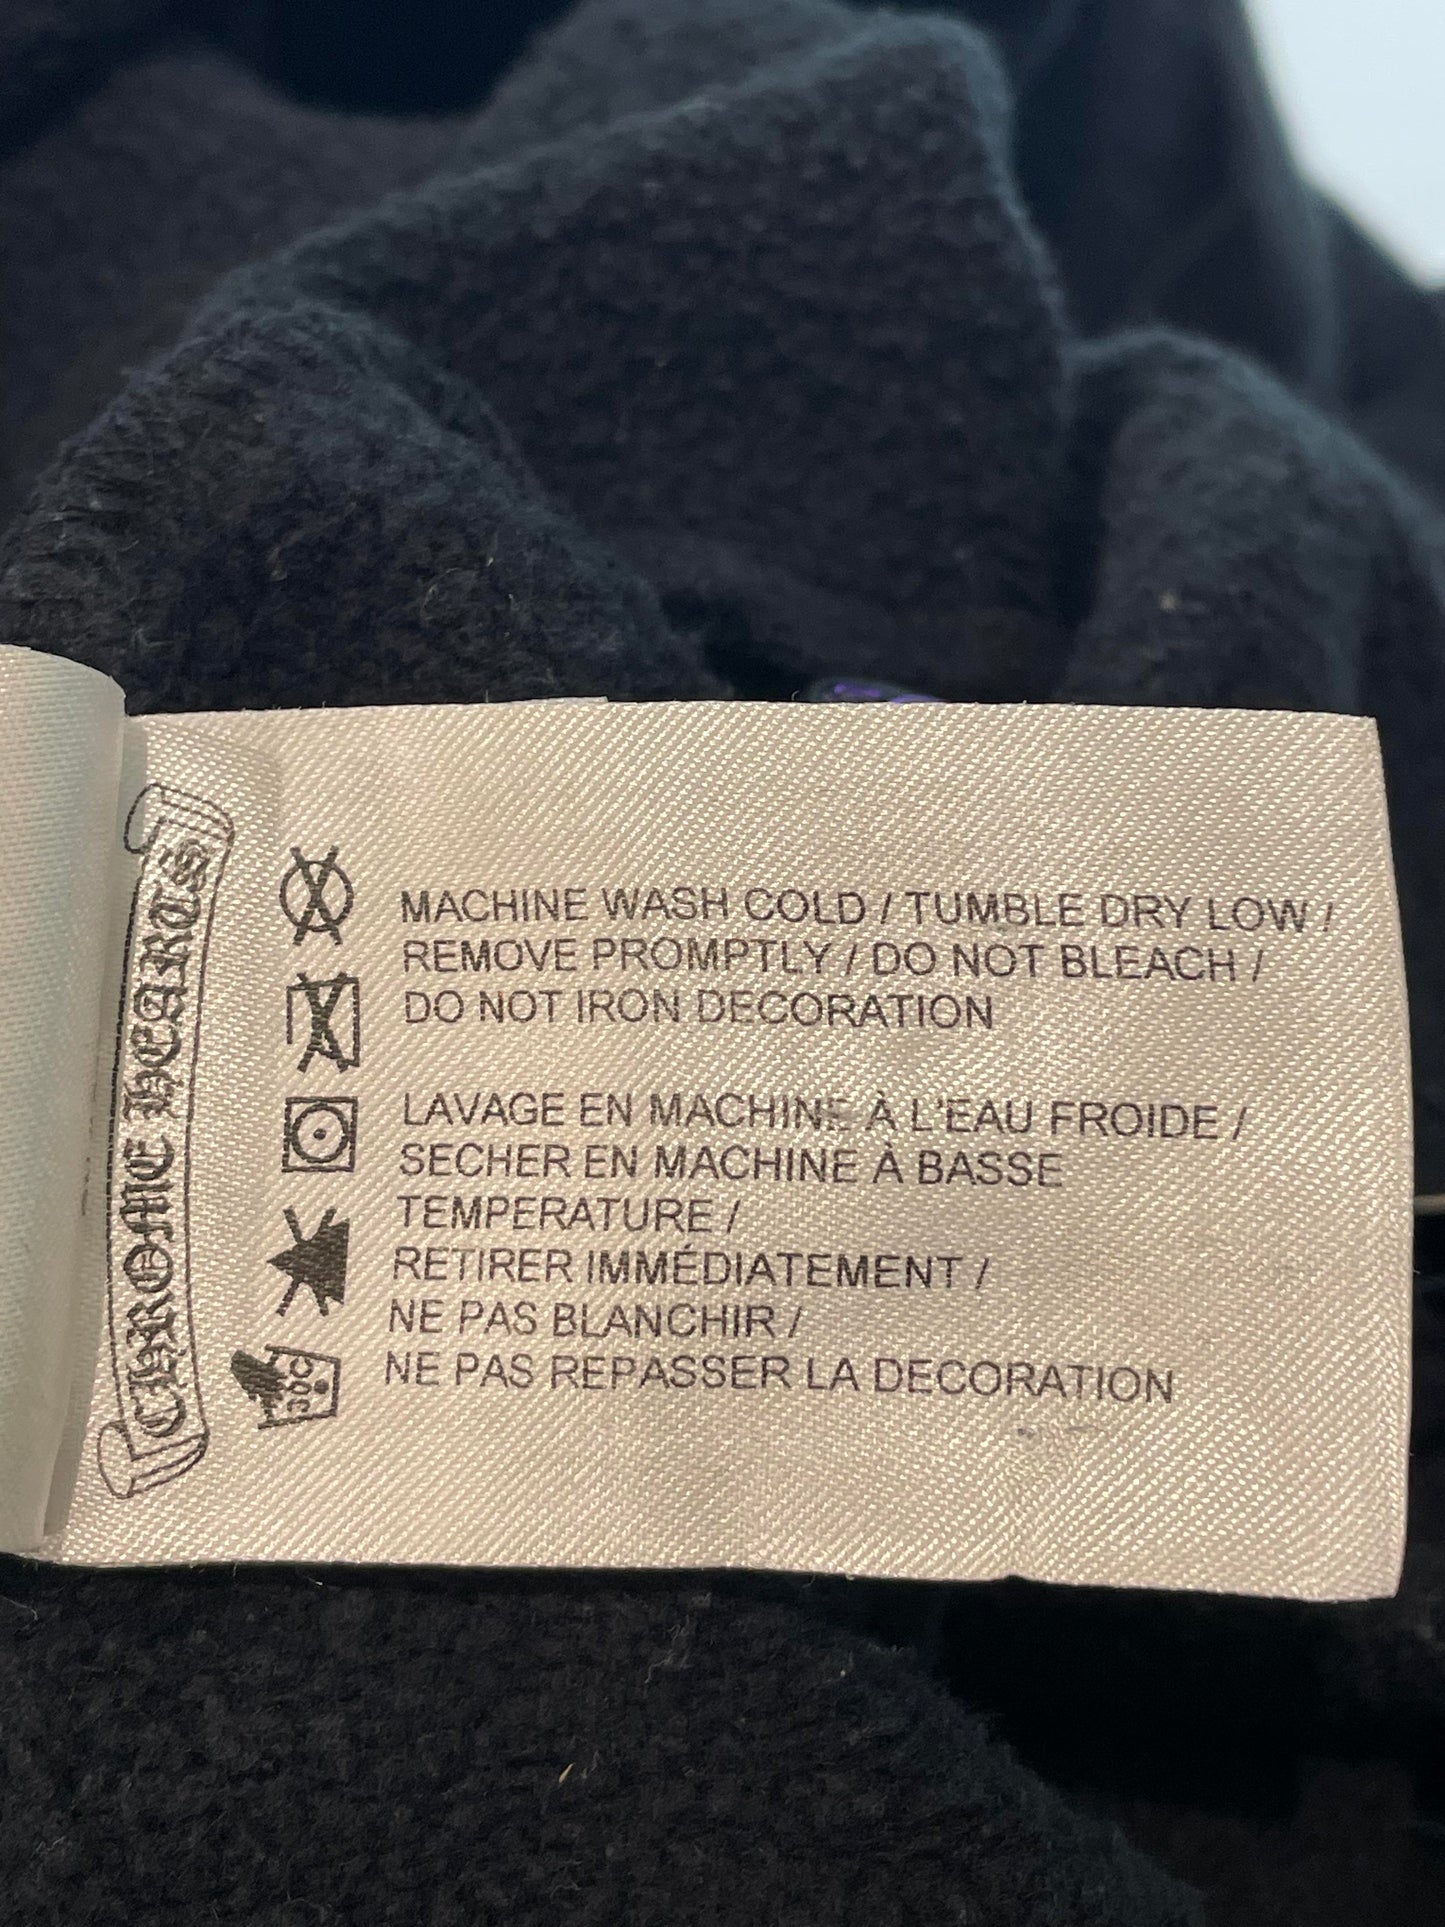 CHROME HEARTS
MACHINE WASH COLD / TUMBLE DRY LOW /
REMOVE PROMPTLY / DO NOT BLEACH /
DO NOT IRON DECORATION
LAVAGE EN MACHINE À L'EAU FROIDE /
SECHER EN MACHINE À BASSE
TEMPERATURE /
RETIRER IMMÉDIATEMENT /
NE PAS BLANCHIR /
NE PAS REPASSER LA DECORATION
30C